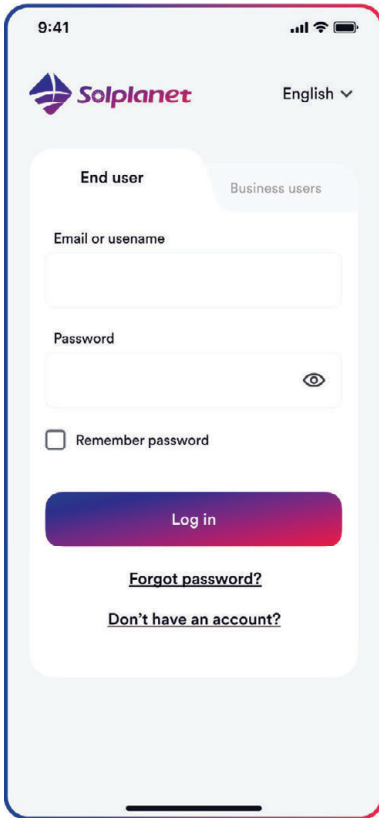 9:41
Solplanet
English
End user
Business users
Email or usename
Password
Remember password
Log in
Forgot password?
Don't have an account?